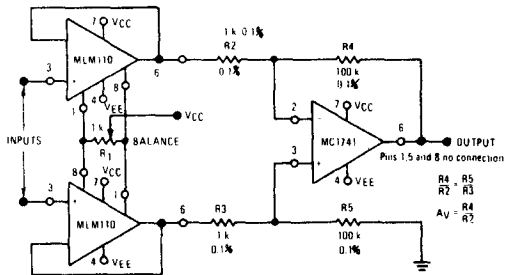 7 VCC
1 k 0.1%
R2
0.1%
R4
100 k
0.1%
3
MLM110
6
8
4 VEE
1
VCC
INPUTS
1 k
R1
BALANCE
2
7 VCC
MC1741
6
OUTPUT
Pins 1,5 and 8 no connection
3
4 VEE
8
7 VCC
1
3
MLM110
6
R3
1 k
0.1%
R5
100 k
0.1%
4 VEE
R4/R2 = R5/R3
AV = R4/R2